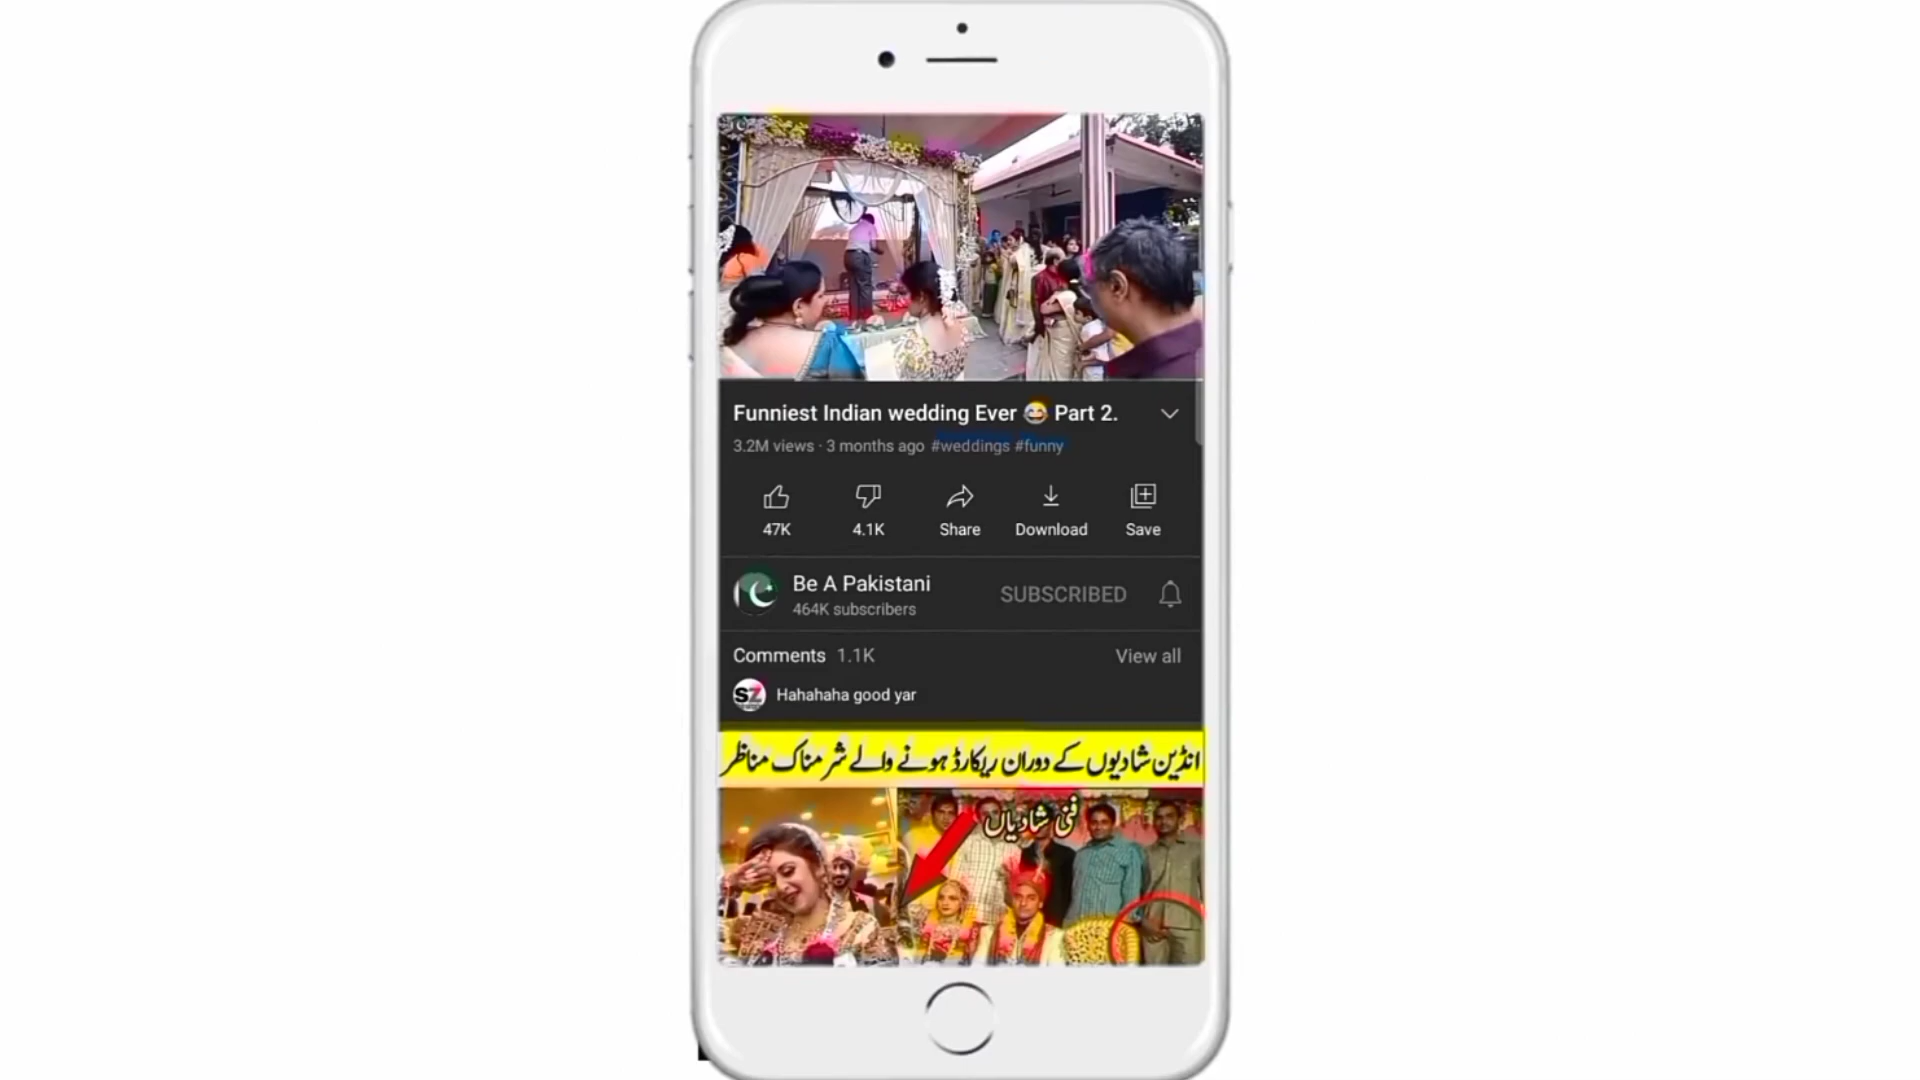 Funniest Indian wedding Ever 😂 Part 2.
3.2M views · 3 months ago #weddings #funny
47K 4.1K Share Download Save
Be A Pakistani
464K subscribers
SUBSCRIBED
Comments 1.1K View all
SZ
Hahahaha good yar
انڈین شادیوں کے دوران ریکارڈ ہونے والے شرمناک مناظر
فنی شادیاں